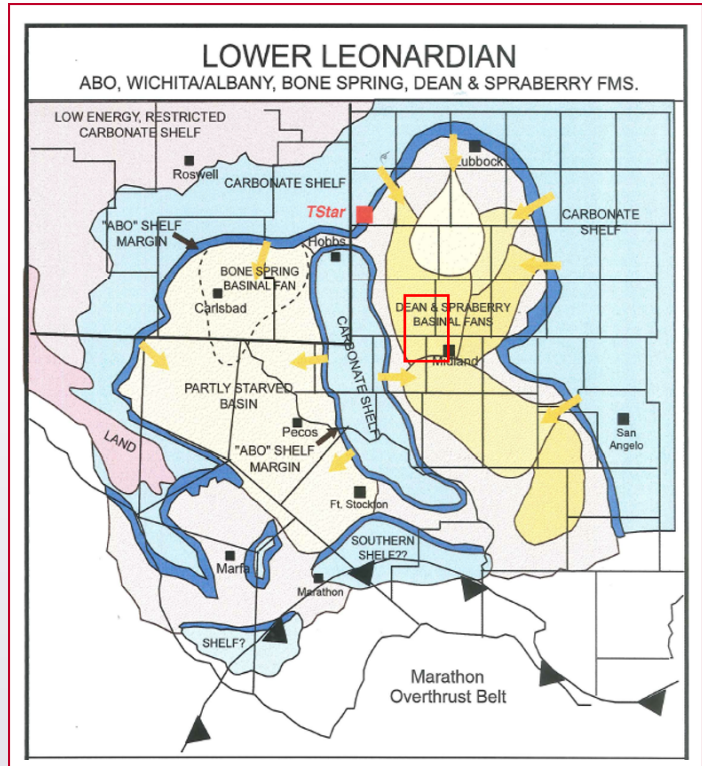 LOWER LEONARDIAN
ABO, WICHITA/ALBANY, BONE SPRING, DEAN & SPRABERRY FMS.
LOW ENERGY, RESTRICTED
CARBONATE SHELF
Roswell
CARBONATE SHELF
Lubbock
TStar
"ABO" SHELF
MARGIN
Hobbs
CARBONATE
SHELF
BONE SPRING
BASINAL FAN
Carlsbad
DEAN & SPRABERRY
BASINAL FANS
Midland
CARBONATE SHELF
PARTLY STARVED
BASIN
LAND
Pecos
"ABO" SHELF
MARGIN
San
Angelo
Ft. Stockton
SOUTHERN
SHELF??
Marfa
Marathon
SHELF?
Marathon
Overthrust Belt